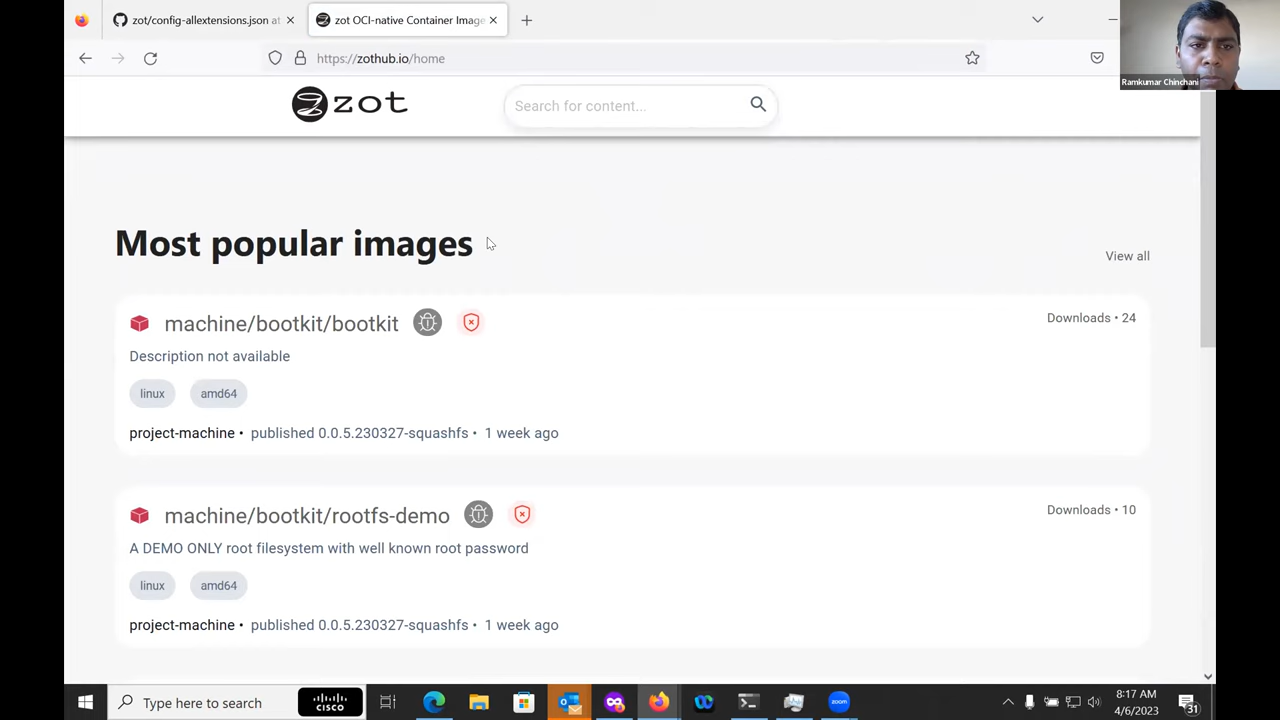 zot/config-allextensions.json at
zot OCI-native Container Image
https://zothub.io/home
Ramkumar Chinchani
zot
Search for content...
Most popular images
View all
machine/bootkit/bootkit
Downloads • 24
Description not available
linux
amd64
project-machine • published 0.0.5.230327-squashfs • 1 week ago
machine/bootkit/rootfs-demo
Downloads • 10
A DEMO ONLY root filesystem with well known root password
linux
amd64
project-machine • published 0.0.5.230327-squashfs • 1 week ago
Type here to search
cisco
zoom
8:17 AM
4/6/2023
31